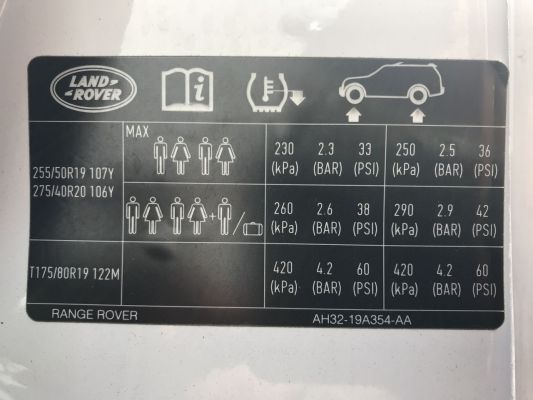 LAND
ROVER
MAX
255/50R19 107Y
275/40R20 106Y
230 2.3 33 250 2.5 36
(kPa) (BAR) (PSI) (kPa) (BAR) (PSI)
260 2.6 38 290 2.9 42
(kPa) (BAR) (PSI) (kPa) (BAR) (PSI)
T175/80R19 122M
420 4.2 60 420 4.2 60
(kPa) (BAR) (PSI) (kPa) (BAR) (PSI)
RANGE ROVER AH32-19A354-AA